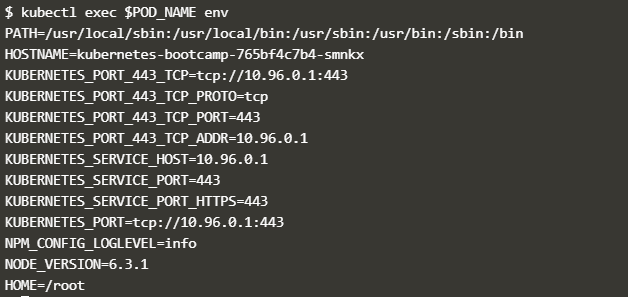 $ kubectl exec $POD_NAME env
PATH=/usr/local/sbin:/usr/local/bin:/usr/sbin:/usr/bin:/sbin:/bin
HOSTNAME=kubernetes-bootcamp-765bf4c7b4-smnkx
KUBERNETES_PORT_443_TCP=tcp://10.96.0.1:443
KUBERNETES_PORT_443_TCP_PROTO=tcp
KUBERNETES_PORT_443_TCP_PORT=443
KUBERNETES_PORT_443_TCP_ADDR=10.96.0.1
KUBERNETES_SERVICE_HOST=10.96.0.1
KUBERNETES_SERVICE_PORT=443
KUBERNETES_SERVICE_PORT_HTTPS=443
KUBERNETES_PORT=tcp://10.96.0.1:443
NPM_CONFIG_LOGLEVEL=info
NODE_VERSION=6.3.1
HOME=/root